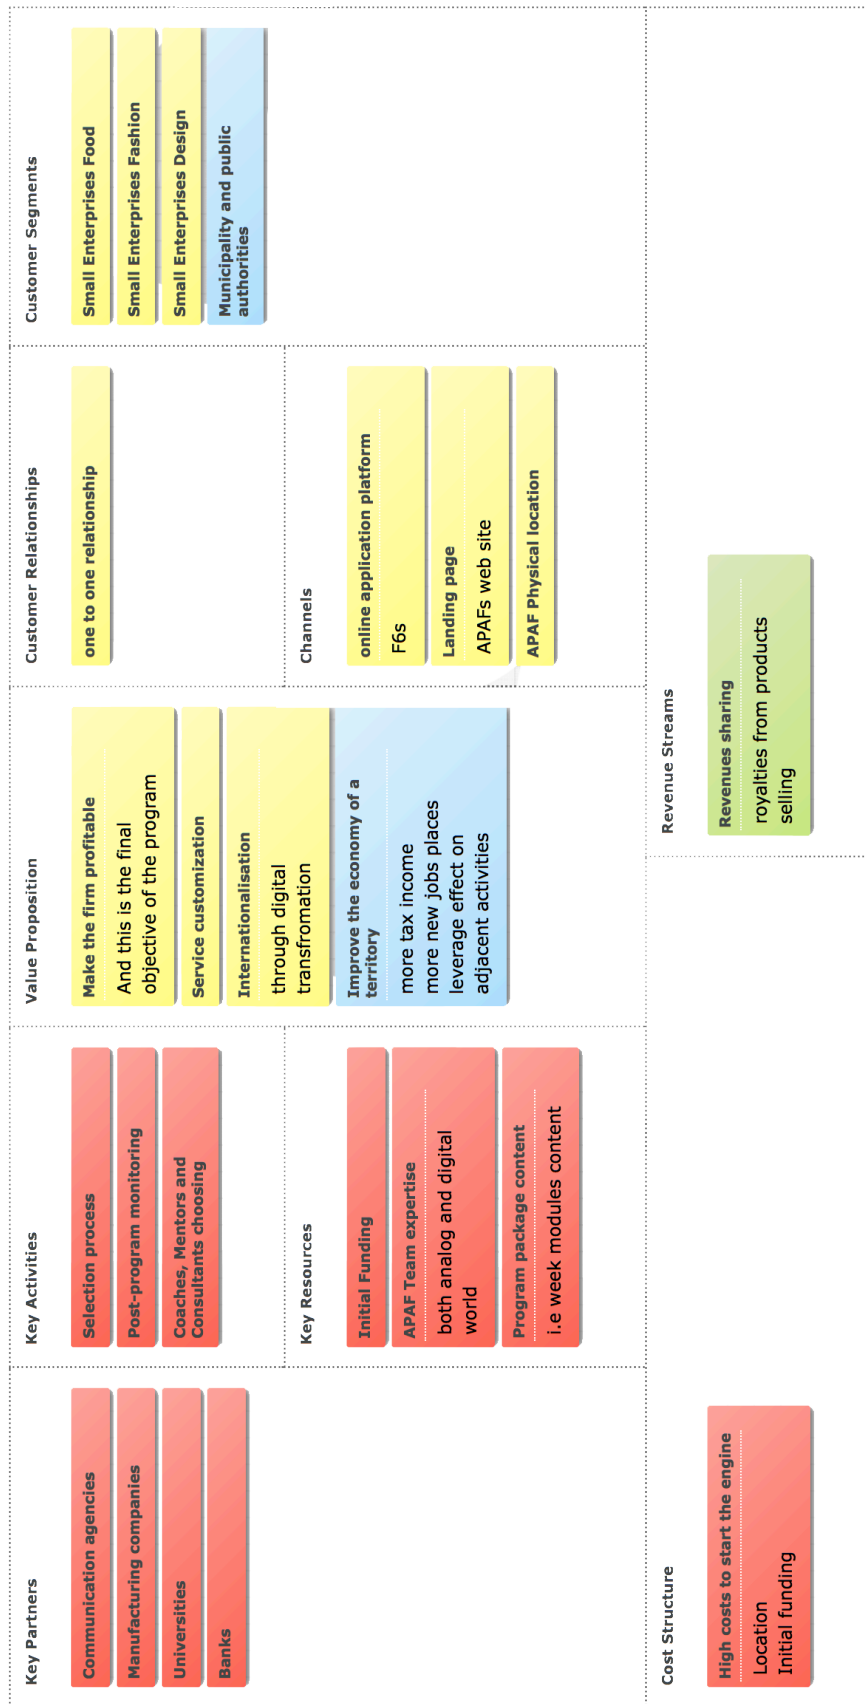 Key Partners
Communication agencies
Manufacturing companies
Universities
Banks
Key Activities
Selection process
Post-program monitoring
Coaches, Mentors and
Consultants choosing
Key Resources
Initial Funding
APAF Team expertise
both analog and digital
world
Program package content
i.e week modules content
Value Proposition
Make the firm profitable
And this is the final
objective of the program
Service customization
Internationalisation
through digital
transfromation
Improve the economy of a
territory
more tax income
more new jobs places
leverage effect on
adjacent activities
Customer Relationships
one to one relationship
Channels
online application platform
F6s
Landing page
APAFs web site
APAF Physical location
Customer Segments
Small Enterprises Food
Small Enterprises Fashion
Small Enterprises Design
Municipality and public
authorities
Cost Structure
High costs to start the engine
Location
Initial funding
Revenue Streams
Revenues sharing
royalties from products
selling